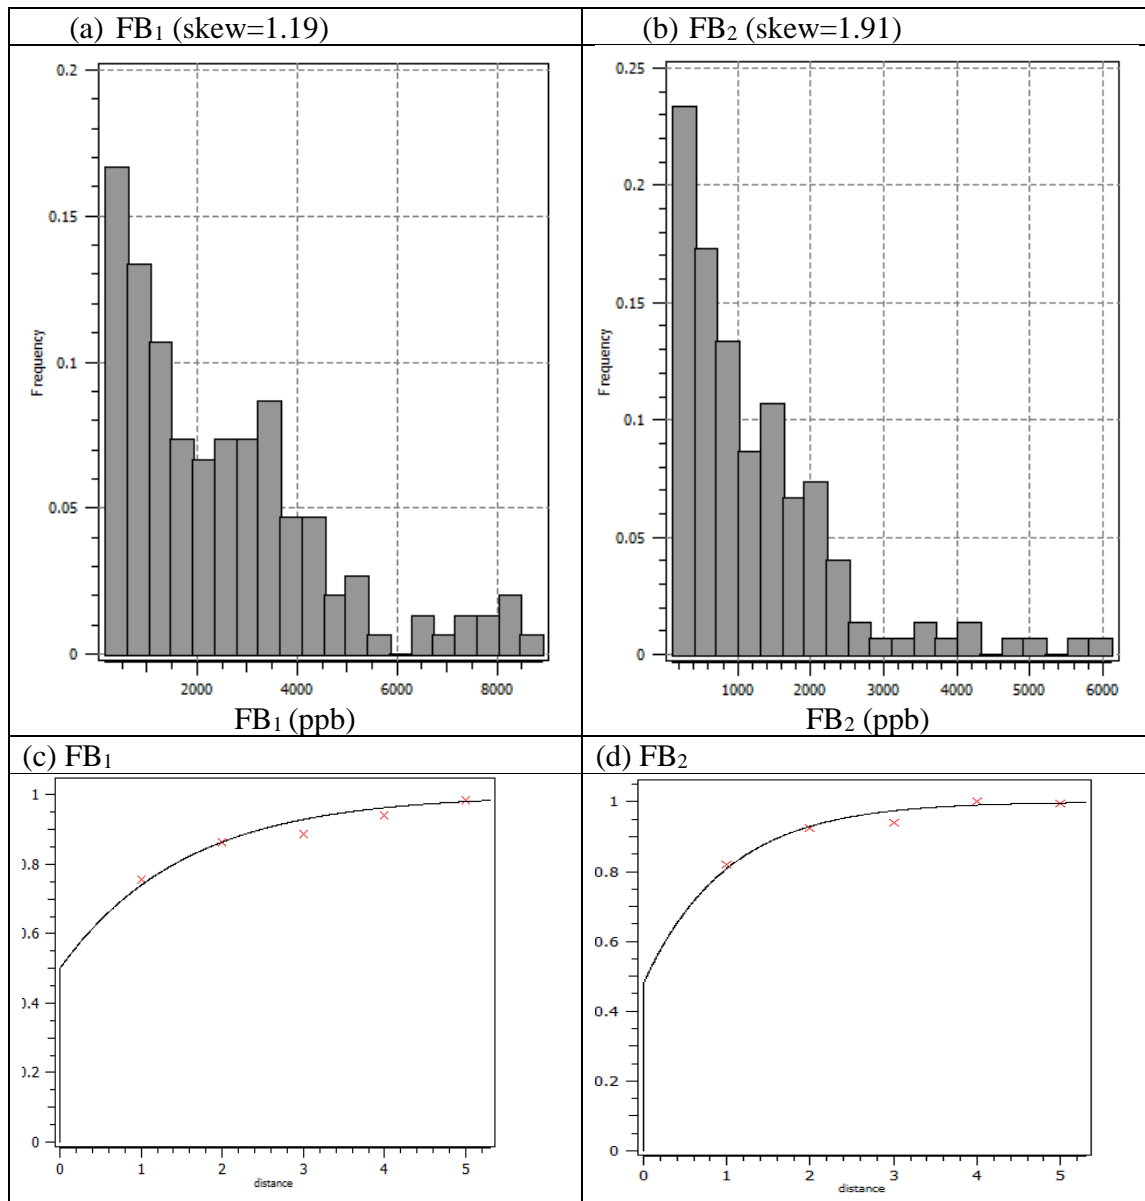 (a) FB₁ (skew=1.19)
(b) FB₂ (skew=1.91)
0.2
0.15
0.1
0.05
0
Frequency
2000 4000 6000 8000
FB₁ (ppb)
0.25
0.2
0.15
0.1
0.05
0
Frequency
1000 2000 3000 4000 5000 6000
FB₂ (ppb)
(c) FB₁
(d) FB₂
1
0.8
0.6
0.4
0.2
0
0 1 2 3 4 5
distance
1
0.8
0.6
0.4
0.2
0
0 1 2 3 4 5
distance